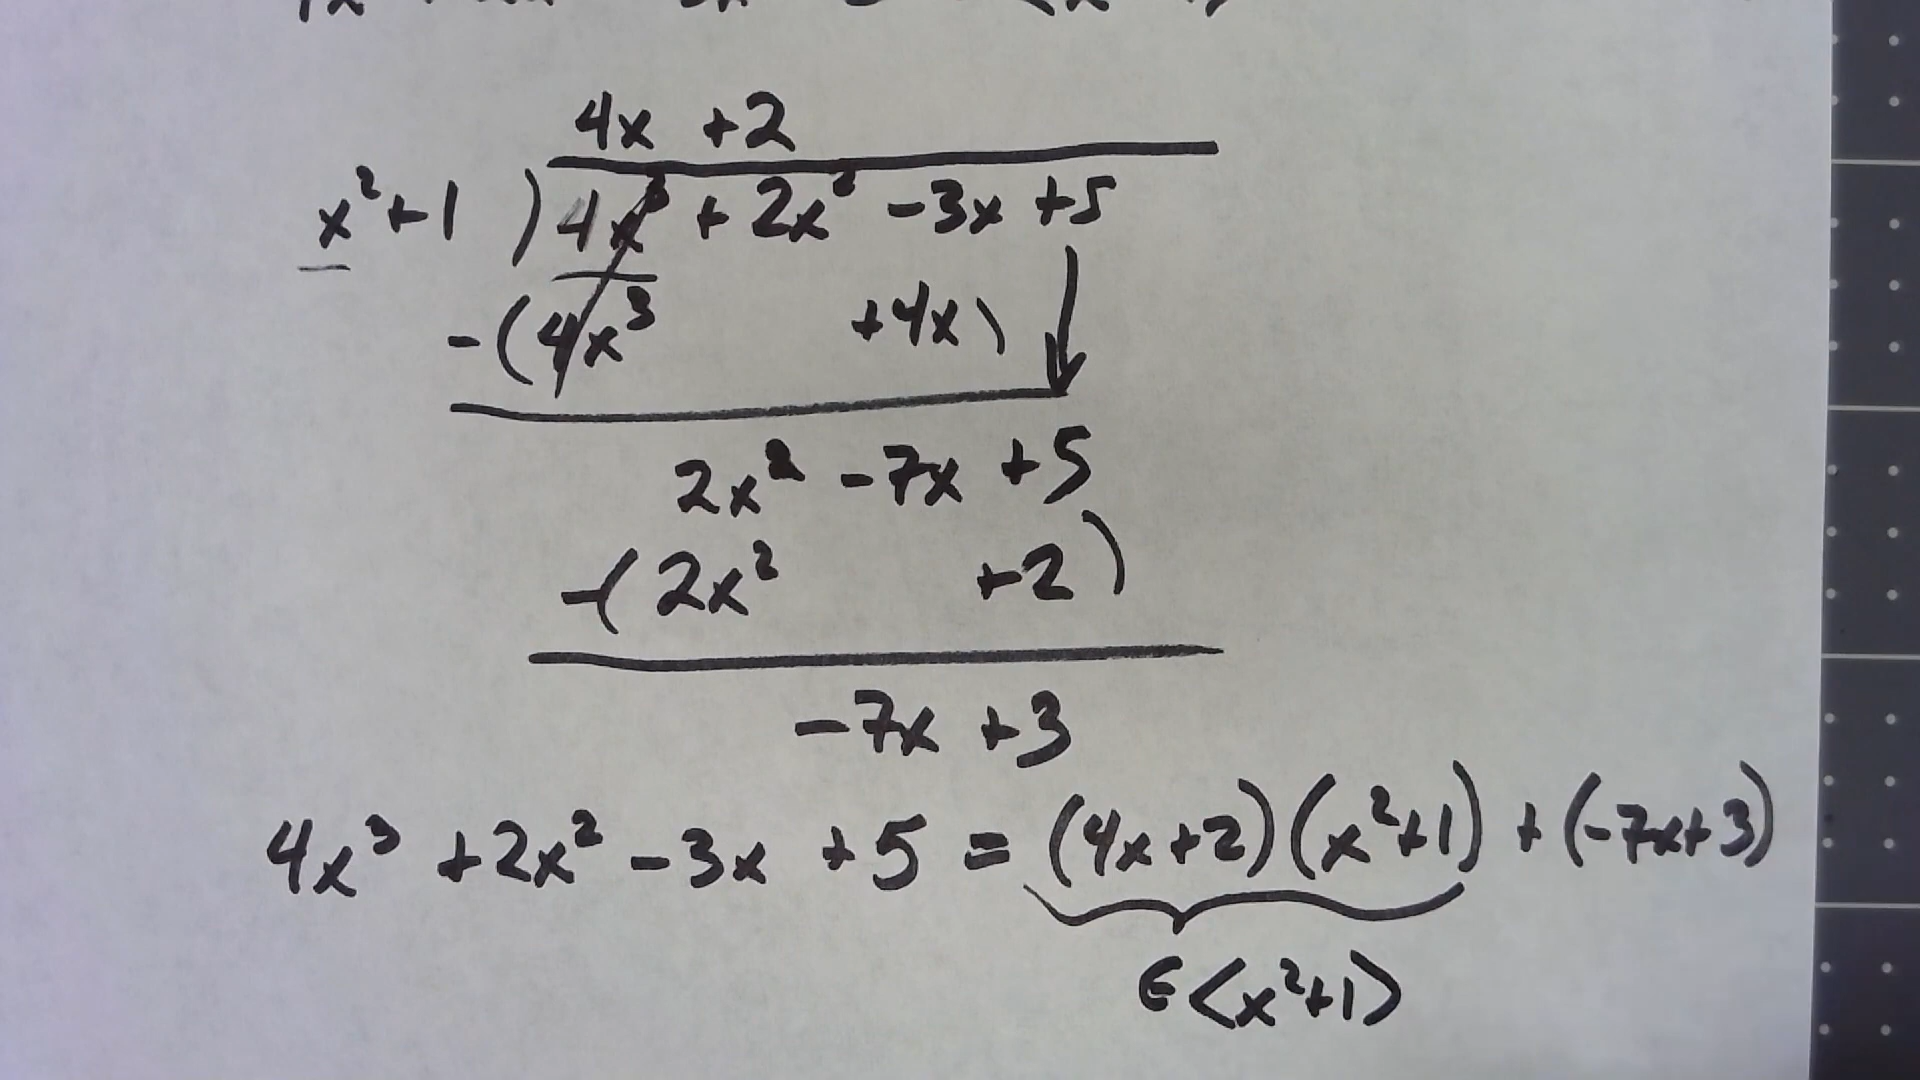 4x + 2
x² + 1 ) 4x³ + 2x² - 3x + 5
- ( 4x³ + 4x )
2x² - 7x + 5
- ( 2x² + 2 )
- 7x + 3
4x³ + 2x² - 3x + 5 = (4x + 2)(x² + 1) + (-7x + 3)
∈ ⟨x² + 1⟩